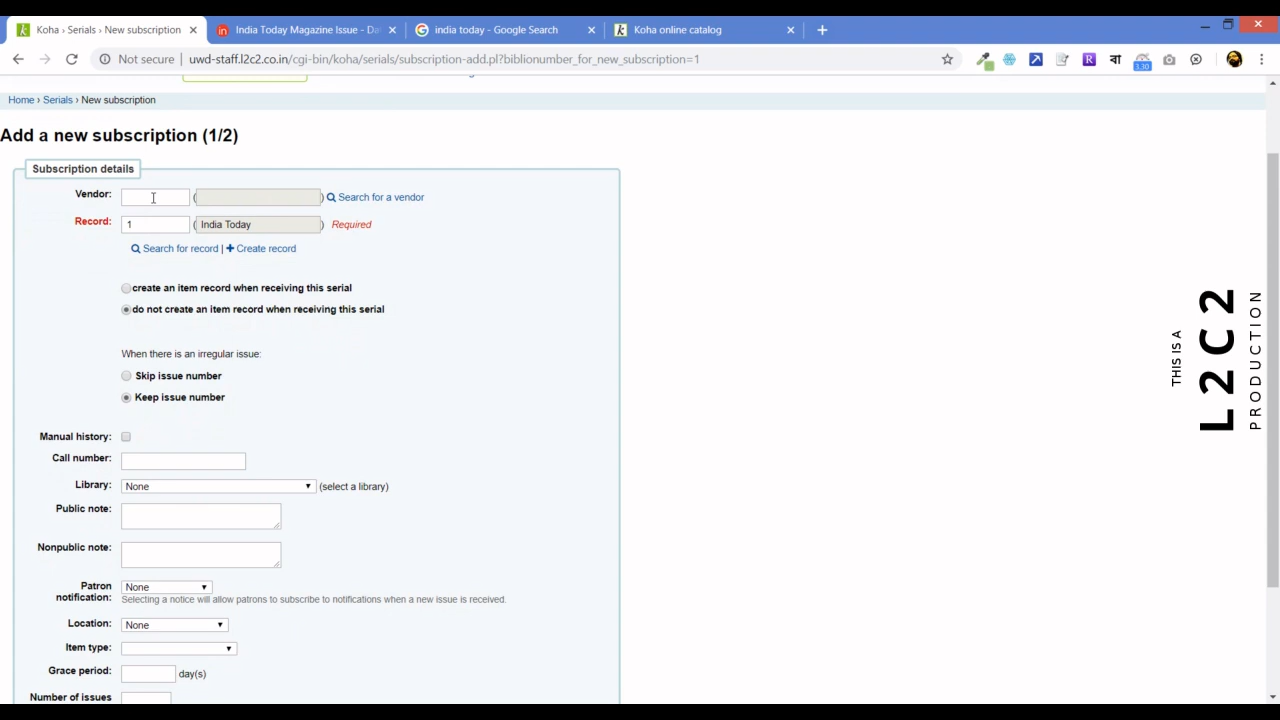 Koha › Serials › New subscription
India Today Magazine Issue - Da
india today - Google Search
Koha online catalog
Not secure | uwd-staff.l2c2.co.in/cgi-bin/koha/serials/subscription-add.pl?biblionumber_for_new_subscription=1
3.30
Home › Serials › New subscription
Add a new subscription (1/2)
Subscription details
Vendor: ( ) Search for a vendor
Record: 1 ( India Today ) Required
Search for record | Create record
create an item record when receiving this serial
do not create an item record when receiving this serial
When there is an irregular issue:
Skip issue number
Keep issue number
Manual history:
Call number:
Library: None (select a library)
Public note:
Nonpublic note:
Patron notification: None
Selecting a notice will allow patrons to subscribe to notifications when a new issue is received.
Location: None
Item type:
Grace period: day(s)
Number of issues
THIS IS A
L2C2
PRODUCTION